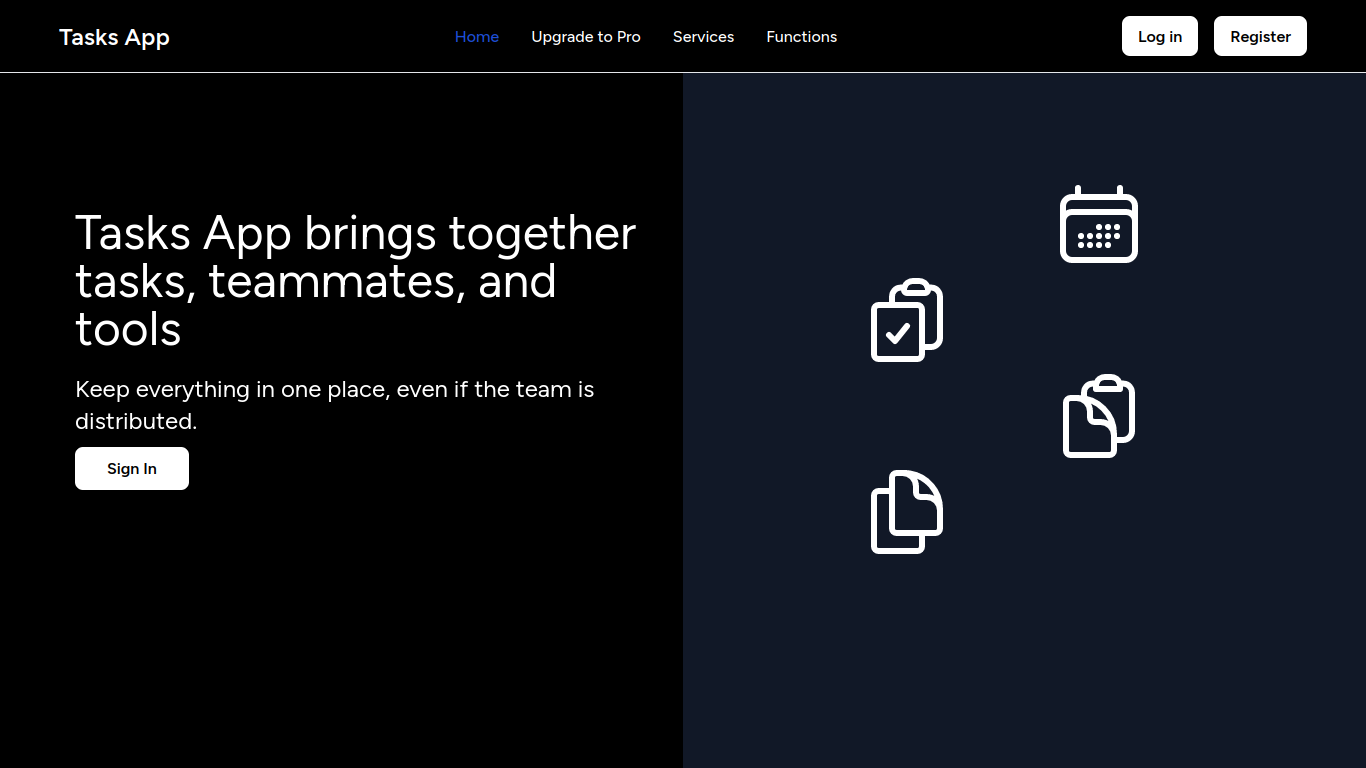 Tasks App
Home
Upgrade to Pro
Services
Functions
Log in
Register
Tasks App brings together
tasks, teammates, and
tools
Keep everything in one place, even if the team is
distributed.
Sign In